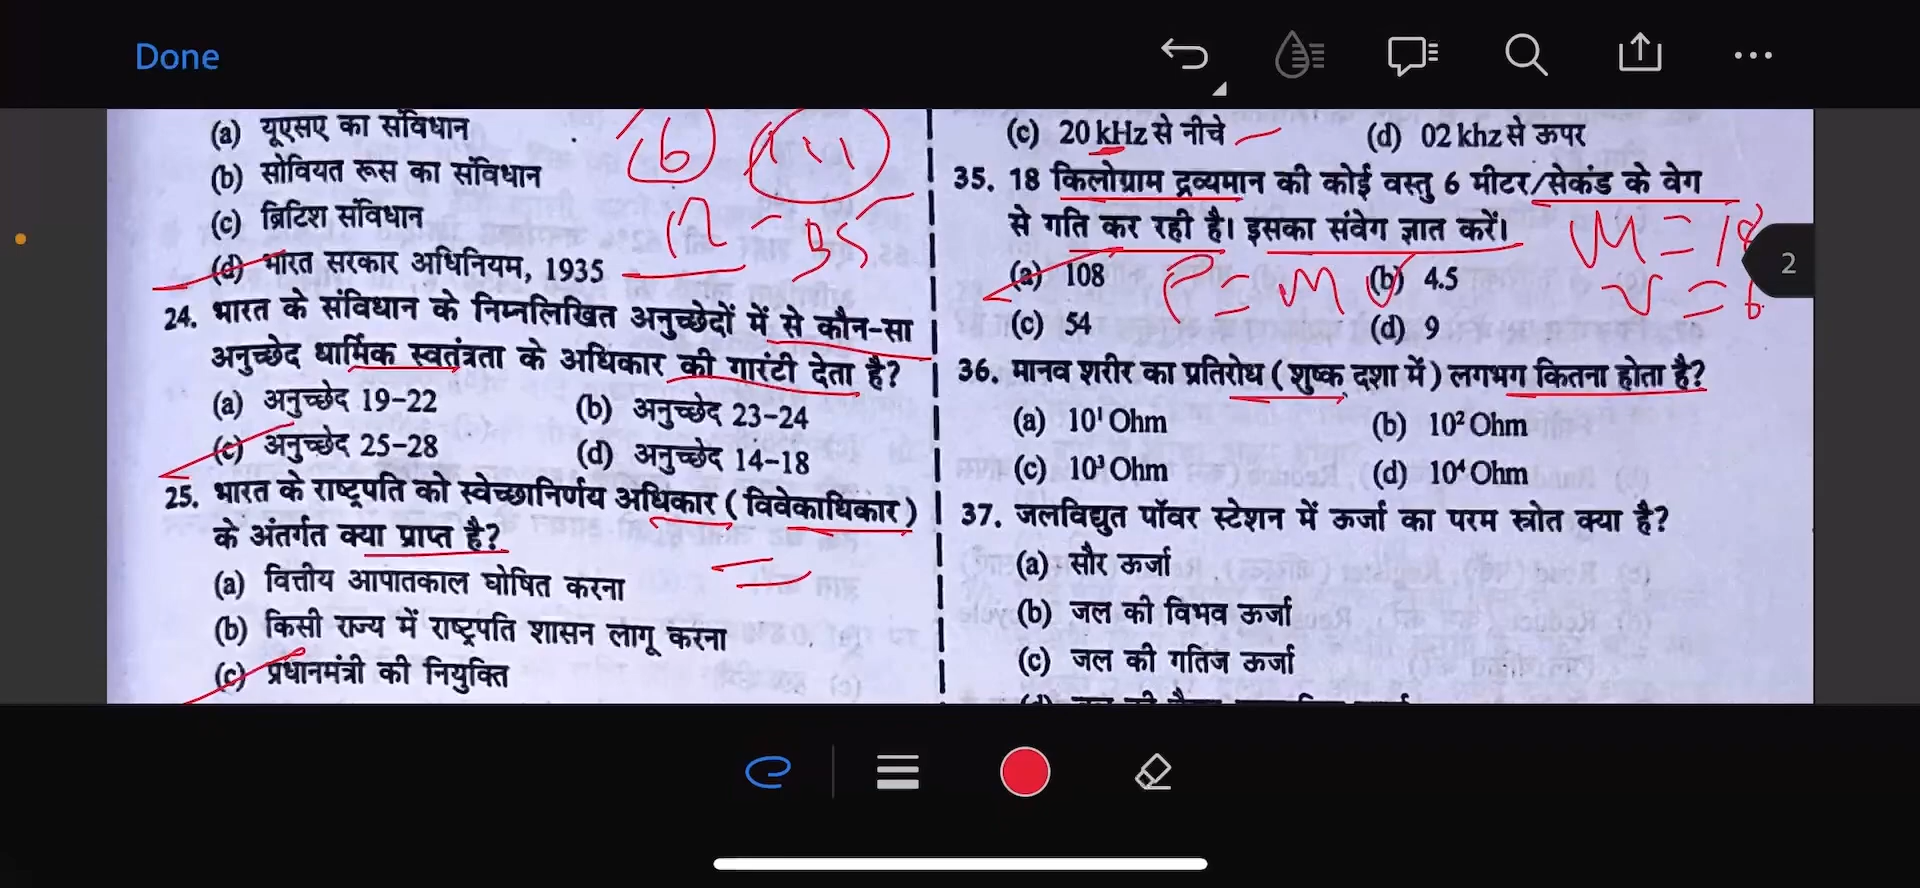 Done
(a) यूएसए का संविधान
(b) सोवियत रूस का संविधान
(c) ब्रिटिश संविधान
(d) भारत सरकार अधिनियम, 1935
24. भारत के संविधान के निम्नलिखित अनुच्छेदों में से कौन-सा
अनुच्छेद धार्मिक स्वतंत्रता के अधिकार की गारंटी देता है?
(a) अनुच्छेद 19-22 (b) अनुच्छेद 23-24
(c) अनुच्छेद 25-28 (d) अनुच्छेद 14-18
25. भारत के राष्ट्रपति को स्वेच्छानिर्णय अधिकार (विवेकाधिकार)
के अंतर्गत क्या प्राप्त है?
(a) वित्तीय आपातकाल घोषित करना
(b) किसी राज्य में राष्ट्रपति शासन लागू करना
(c) प्रधानमंत्री की नियुक्ति
(c) 20 kHz से नीचे (d) 02 khz से ऊपर
35. 18 किलोग्राम द्रव्यमान की कोई वस्तु 6 मीटर/सेकंड के वेग
से गति कर रही है। इसका संवेग ज्ञात करें।
M = 18
(a) 108 (b) 4.5
P = m v
v = 6
(c) 54 (d) 9
36. मानव शरीर का प्रतिरोध (शुष्क दशा में) लगभग कितना होता है?
(a) 10¹ Ohm (b) 10² Ohm
(c) 10³ Ohm (d) 10⁴ Ohm
37. जलविद्युत पॉवर स्टेशन में ऊर्जा का परम स्त्रोत क्या है?
(a) सौर ऊर्जा
(b) जल की विभव ऊर्जा
(c) जल की गतिज ऊर्जा
2